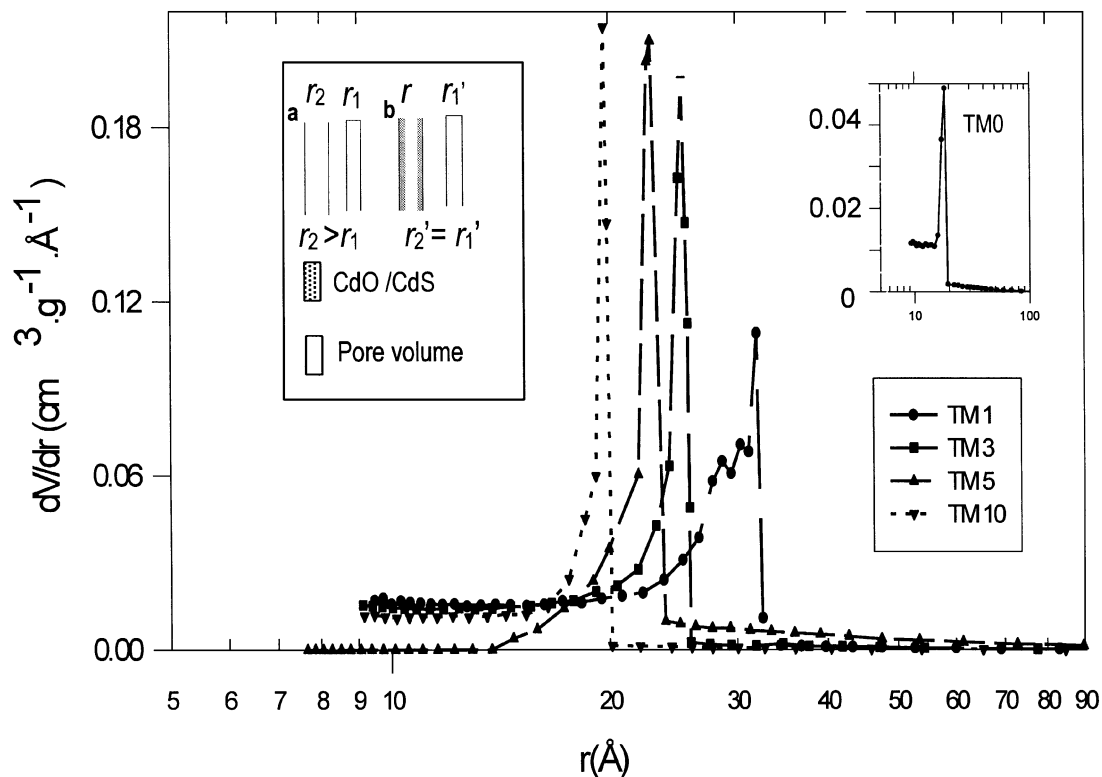 dV/dr (cm 3.g-1.Å-1)
0.18
0.12
0.06
0.00
a r2 r1 b r r1'
r2 > r1 r2' = r1'
CdO /CdS
Pore volume
0.04
0.02
0
TM0
10 100
TM1
TM3
TM5
TM10
5 6 7 8 9 10 20 30 40 50 60 70 80 90
r(Å)